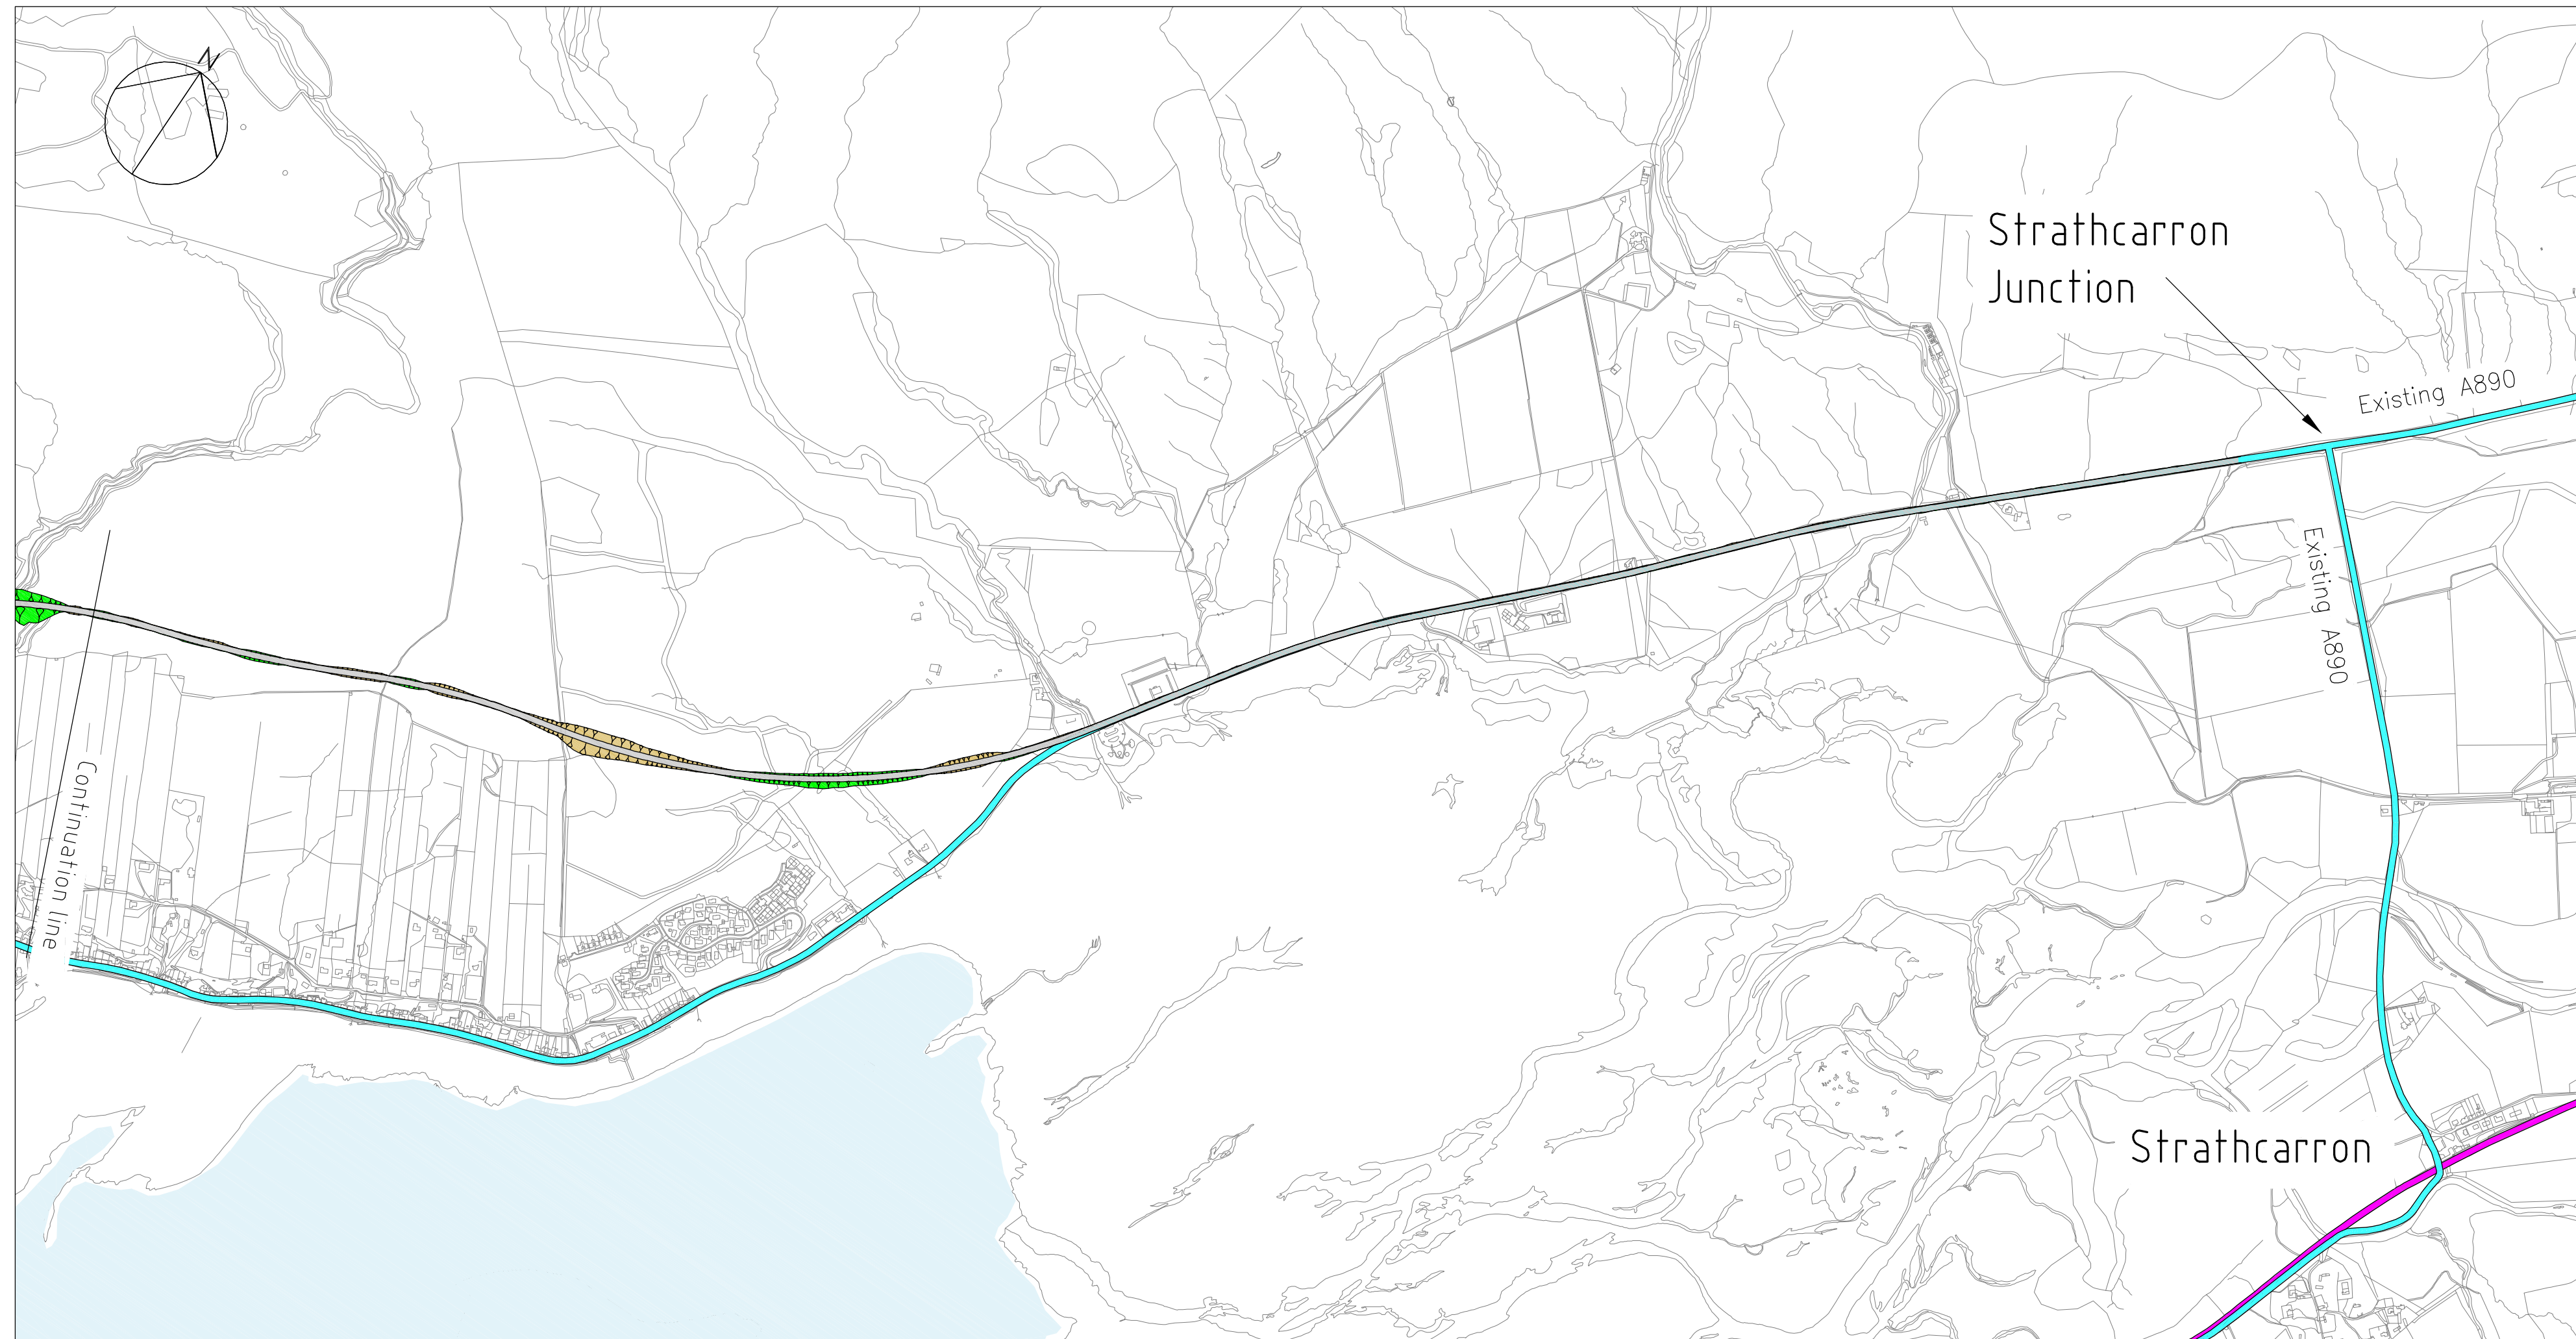 N
Strathcarron
Junction
Existing A890
Existing A890
Continuation line
Strathcarron